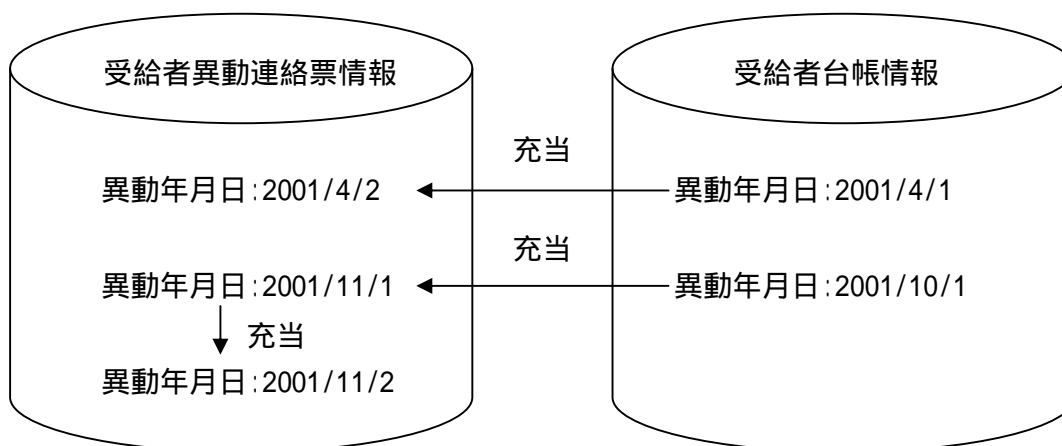 受給者異動連絡票情報
受給者台帳情報
充当
異動年月日:2001/4/2
異動年月日:2001/4/1
充当
異動年月日:2001/11/1
異動年月日:2001/10/1
充当
異動年月日:2001/11/2